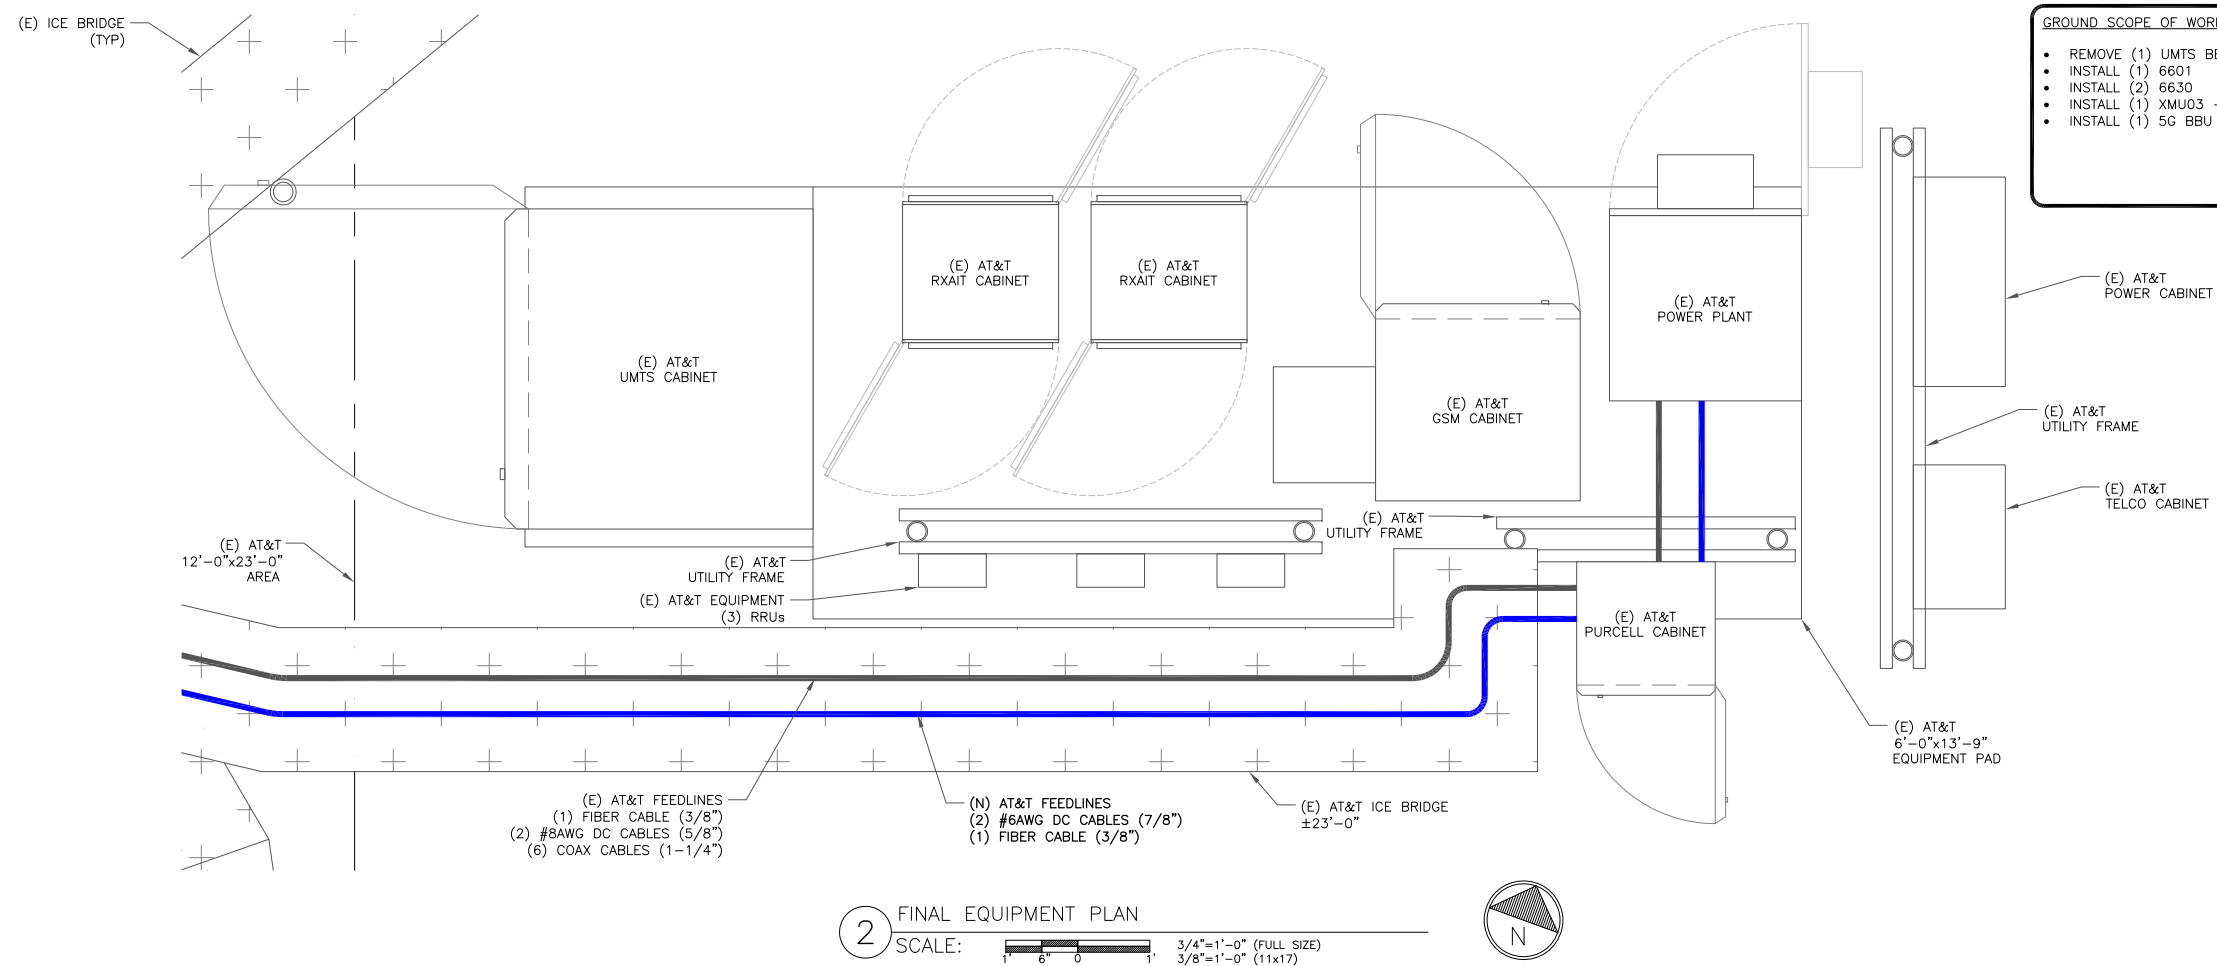 (E) ICE BRIDGE
(TYP)
GROUND SCOPE OF WORK
• REMOVE (1) UMTS
• INSTALL (1) 6601
• INSTALL (2) 6630
• INSTALL (1) XMU03
• INSTALL (1) 5G BBU
(E) AT&T
RXAIT CABINET
(E) AT&T
RXAIT CABINET
(E) AT&T
POWER PLANT
(E) AT&T
POWER CABINET
(E) AT&T
UMTS CABINET
(E) AT&T
GSM CABINET
(E) AT&T
UTILITY FRAME
(E) AT&T
TELCO CABINET
(E) AT&T
UTILITY FRAME
(E) AT&T
12'-0"x23'-0"
AREA
(E) AT&T
UTILITY FRAME
(E) AT&T EQUIPMENT
(3) RRUs
(E) AT&T
PURCELL CABINET
(E) AT&T
6'-0"x13'-9"
EQUIPMENT PAD
(E) AT&T FEEDLINES
(1) FIBER CABLE (3/8")
(2) #8AWG DC CABLES (5/8")
(6) COAX CABLES (1-1/4")
(N) AT&T FEEDLINES
(2) #6AWG DC CABLES (7/8")
(1) FIBER CABLE (3/8")
(E) AT&T ICE BRIDGE
±23'-0"
2
FINAL EQUIPMENT PLAN
SCALE:
1' 6" 0 1'
3/4"=1'-0" (FULL SIZE)
3/8"=1'-0" (11x17)
N